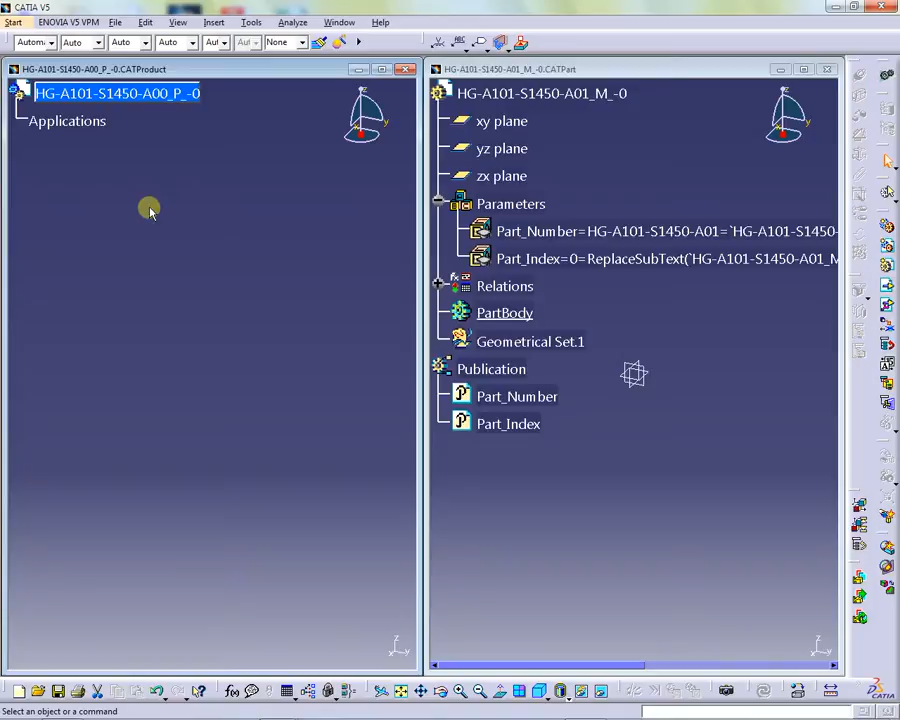 CATIA V5
Start ENOVIA V5 VPM File Edit View Insert Tools Analyze Window Help
Autom Auto Auto Auto Aut Aut None
HG-A101-S1450-A00_P_-0.CATProduct
HG-A101-S1450-A00_P_-0
Applications
z
y
HG-A101-S1450-A01_M_-0.CATPart
HG-A101-S1450-A01_M_-0
xy plane
yz plane
zx plane
Parameters
Part_Number=HG-A101-S1450-A01=`HG-A101-S1450-
Part_Index=0=ReplaceSubText(`HG-A101-S1450-A01_M
Relations
PartBody
Geometrical Set.1
Publication
Part_Number
Part_Index
z
y
z
x y
z
x y
CATIA
Select an object or a command